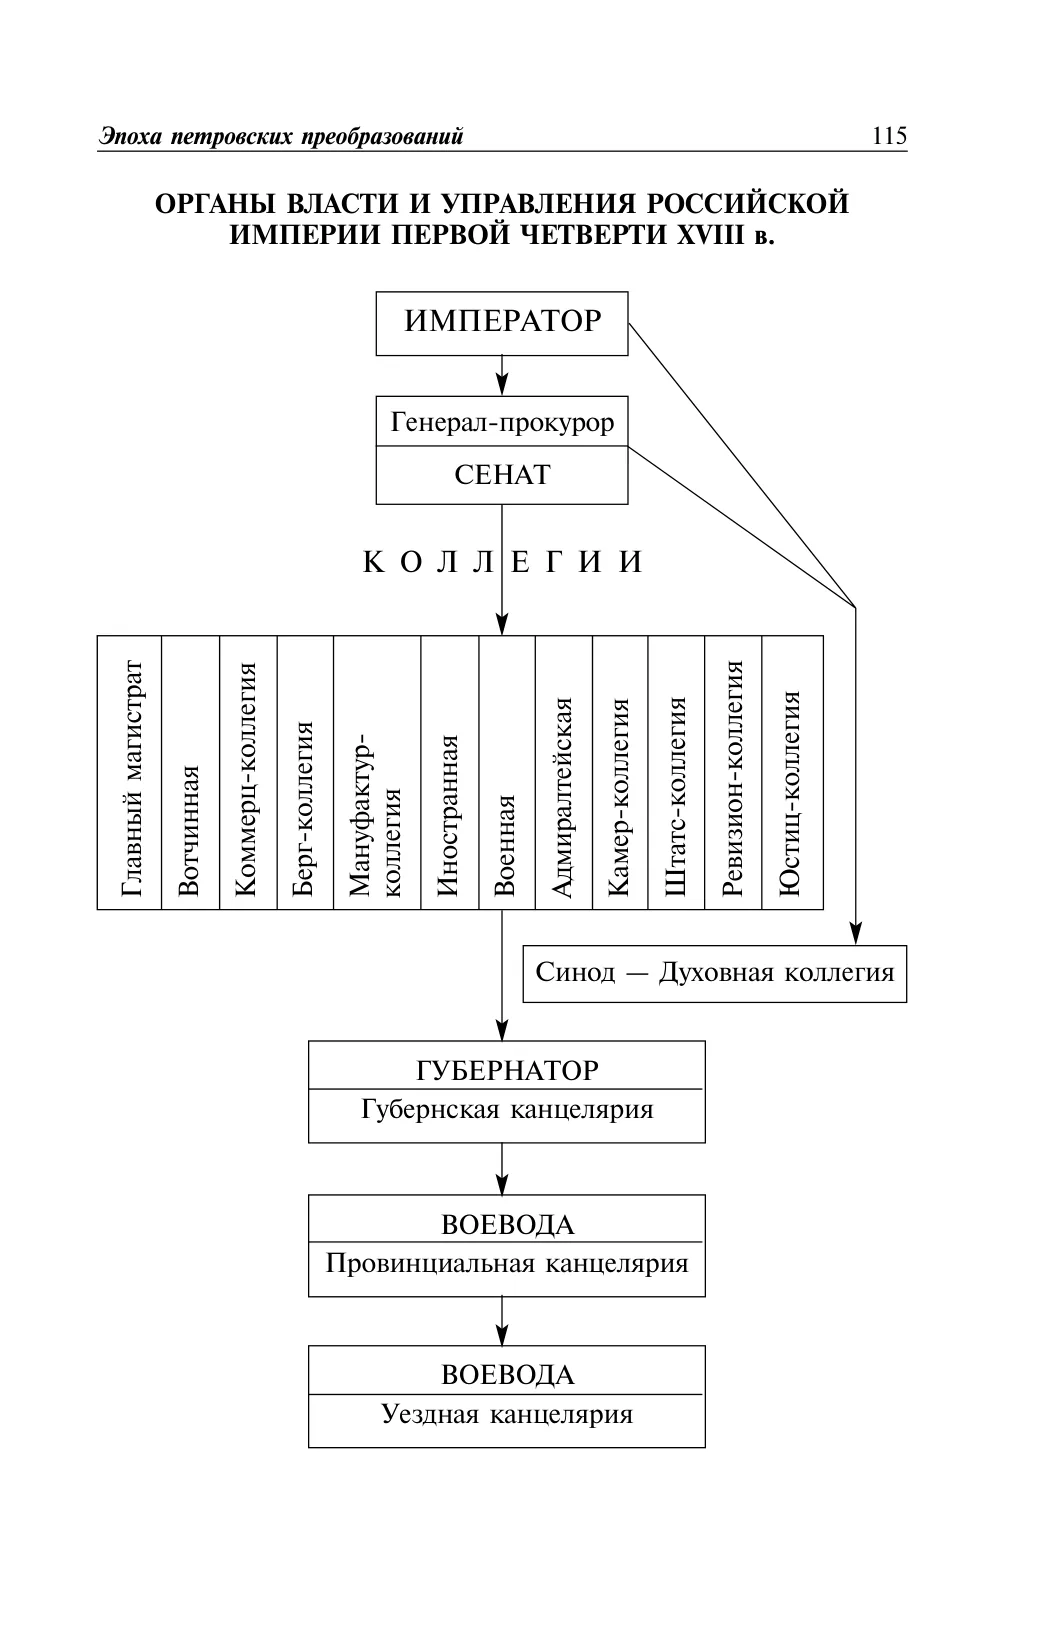 Эпоха петровских преобразований 115
ОРГАНЫ ВЛАСТИ И УПРАВЛЕНИЯ РОССИЙСКОЙ
ИМПЕРИИ ПЕРВОЙ ЧЕТВЕРТИ XVIII в.
ИМПЕРАТОР
Генерал-прокурор
СЕНАТ
КОЛЛЕГИИ
Главный магистрат
Вотчинная
Коммерц-коллегия
Берг-коллегия
Мануфактур-
коллегия
Иностранная
Военная
Адмиралтейская
Камер-коллегия
Штатс-коллегия
Ревизион-коллегия
Юстиц-коллегия
Синод — Духовная коллегия
ГУБЕРНАТОР
Губернская канцелярия
ВОЕВОДА
Провинциальная канцелярия
ВОЕВОДА
Уездная канцелярия